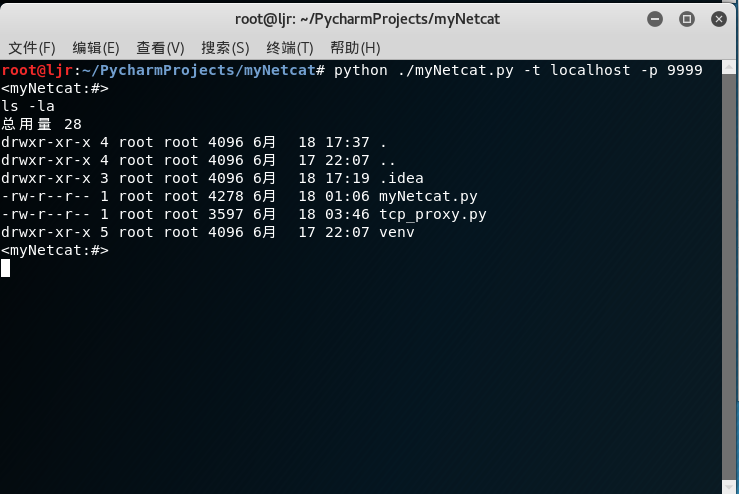 root@ljr: ~/PycharmProjects/myNetcat
文件(F) 编辑(E) 查看(V) 搜索(S) 终端(T) 帮助(H)
root@ljr:~/PycharmProjects/myNetcat# python ./myNetcat.py -t localhost -p 9999
<myNetcat:#>
ls -la
总用量 28
drwxr-xr-x 4 root root 4096 6月  18 17:37 .
drwxr-xr-x 4 root root 4096 6月  17 22:07 ..
drwxr-xr-x 3 root root 4096 6月  18 17:19 .idea
-rw-r--r-- 1 root root 4278 6月  18 01:06 myNetcat.py
-rw-r--r-- 1 root root 3597 6月  18 03:46 tcp_proxy.py
drwxr-xr-x 5 root root 4096 6月  17 22:07 venv
<myNetcat:#>